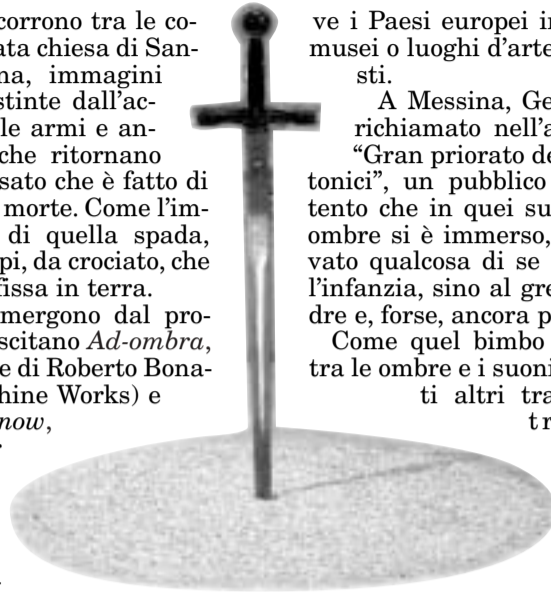 corrono tra le co-
ata chiesa di San-
na, immagini
stinte dall'ac-
le armi e an-
che ritornano
sato che è fatto di
morte. Come l'im-
di quella spada,
pi, da crociato, che
fissa in terra.
mergono dal pro-
scitano Ad-ombra,
e di Roberto Bona-
hine Works) e
now,
ve i Paesi europei in
musei o luoghi d'arte
sti.
A Messina, Ge
richiamato nell'a
"Gran priorato de
tonici", un pubblico
tento che in quei su
ombre si è immerso,
vato qualcosa di se
l'infanzia, sino al gre
dre e, forse, ancora p
Come quel bimbo
tra le ombre e i suoni
ti altri tra
tr